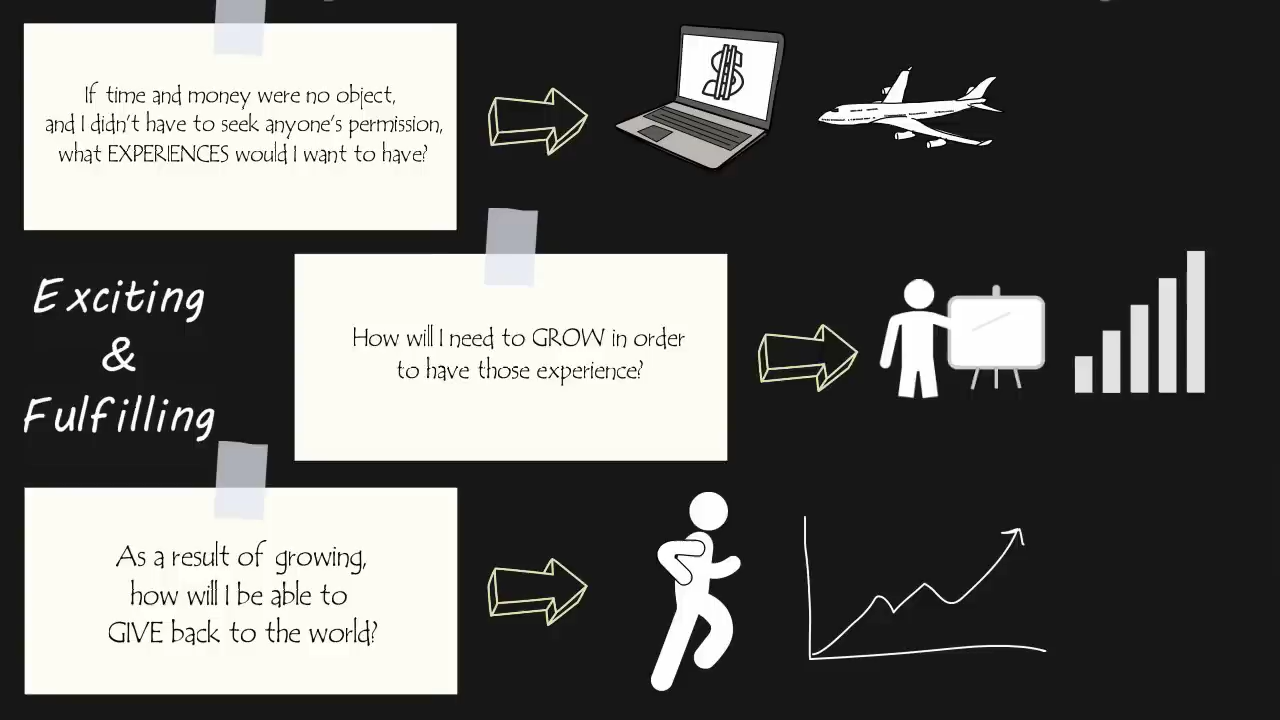 If time and money were no object,
and I didn't have to seek anyone's permission,
what EXPERIENCES would I want to have?
$
Exciting
&
Fulfilling
How will I need to GROW in order
to have those experience?
As a result of growing,
how will I be able to
GIVE back to the world?